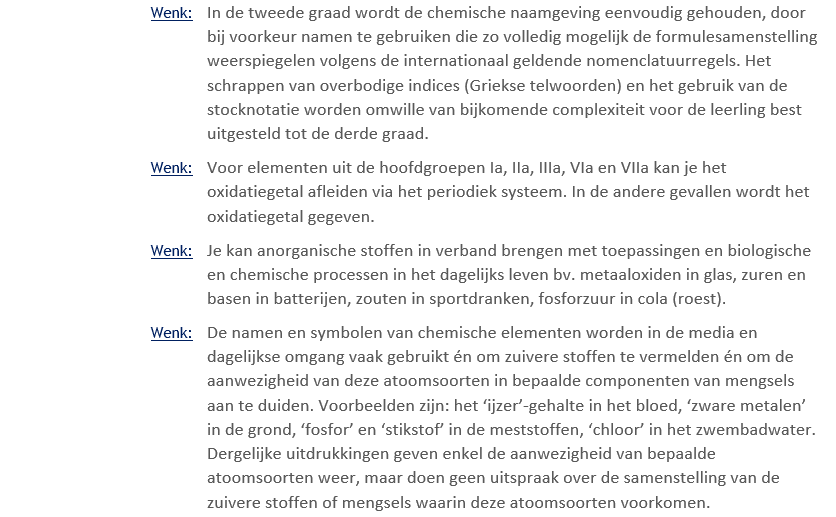 Wenk: In de tweede graad wordt de chemische naamgeving eenvoudig gehouden, door
bij voorkeur namen te gebruiken die zo volledig mogelijk de formulesamenstelling
weerspiegelen volgens de internationaal geldende nomenclatuurregels. Het
schrappen van overbodige indices (Griekse telwoorden) en het gebruik van de
stocknotatie worden omwille van bijkomende complexiteit voor de leerling best
uitgesteld tot de derde graad.
Wenk: Voor elementen uit de hoofdgroepen Ia, IIa, IIIa, VIa en VIIa kan je het
oxidatiegetal afleiden via het periodiek systeem. In de andere gevallen wordt het
oxidatiegetal gegeven.
Wenk: Je kan anorganische stoffen in verband brengen met toepassingen en biologische
en chemische processen in het dagelijks leven bv. metaaloxiden in glas, zuren en
basen in batterijen, zouten in sportdranken, fosforzuur in cola (roest).
Wenk: De namen en symbolen van chemische elementen worden in de media en
dagelijkse omgang vaak gebruikt én om zuivere stoffen te vermelden én om de
aanwezigheid van deze atoomsoorten in bepaalde componenten van mengsels
aan te duiden. Voorbeelden zijn: het ‘ijzer’-gehalte in het bloed, ‘zware metalen’
in de grond, ‘fosfor’ en ‘stikstof’ in de meststoffen, ‘chloor’ in het zwembadwater.
Dergelijke uitdrukkingen geven enkel de aanwezigheid van bepaalde
atoomsoorten weer, maar doen geen uitspraak over de samenstelling van de
zuivere stoffen of mengsels waarin deze atoomsoorten voorkomen.